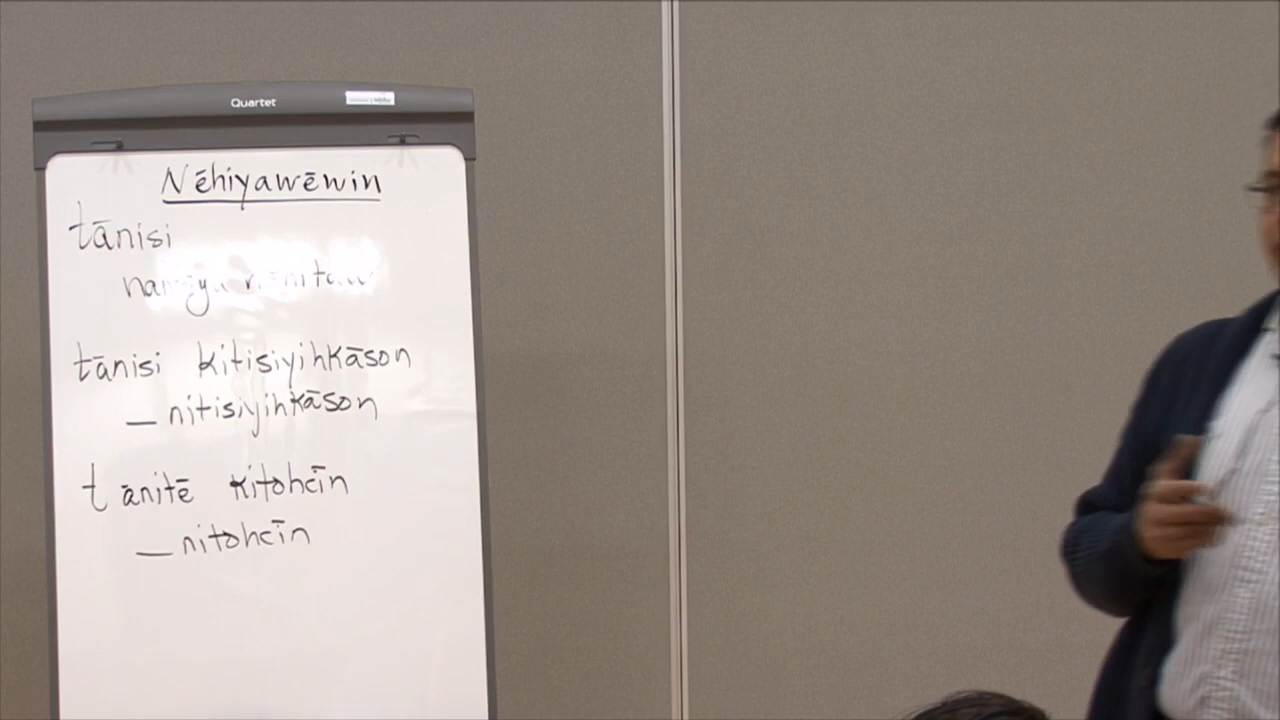 Quartet
Nēhiyawēwin
tānisi
tānisi kitisiyihkāson
_ nitisiyihkāson
tānitē kitohcīn
_ nitohcīn